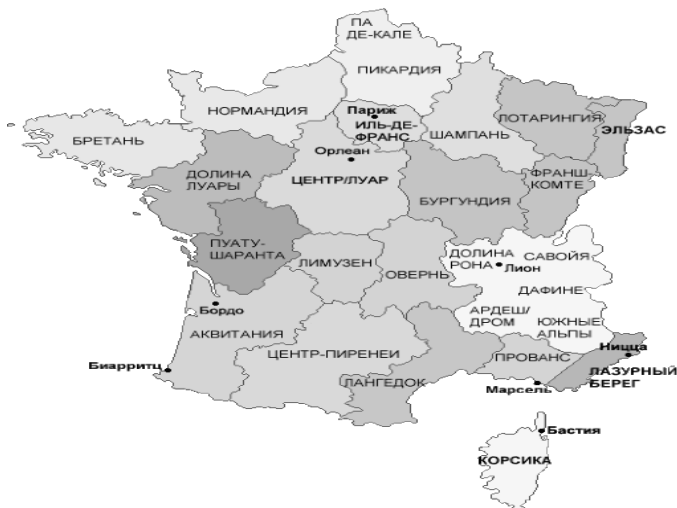 ПА
ДЕ-КАЛЕ
ПИКАРДИЯ
НОРМАНДИЯ
Париж
ИЛЬ-ДЕ-
ФРАНС
ШАМПАНЬ
ЛОТАРИНГИЯ
ЭЛЬЗАС
БРЕТАНЬ
Орлеан
ДОЛИНА
ЛУАРЫ
ЦЕНТР/ЛУАР
БУРГУНДИЯ
ФРАНШ-
КОМТЕ
ПУАТУ-
ШАРАНТА
ЛИМУЗЕН
ОВЕРНЬ
ДОЛИНА
РОНА
Лион
САВОЙЯ
ДАФИНЕ
АРДЕШ/
ДРОМ
ЮЖНЫЕ
АЛЬПЫ
Бордо
АКВИТАНИЯ
Биарритц
ЦЕНТР-ПИРЕНЕИ
ЛАНГЕДОК
ПРОВАНС
Ницца
ЛАЗУРНЫЙ
БЕРЕГ
Марсель
Бастия
КОРСИКА